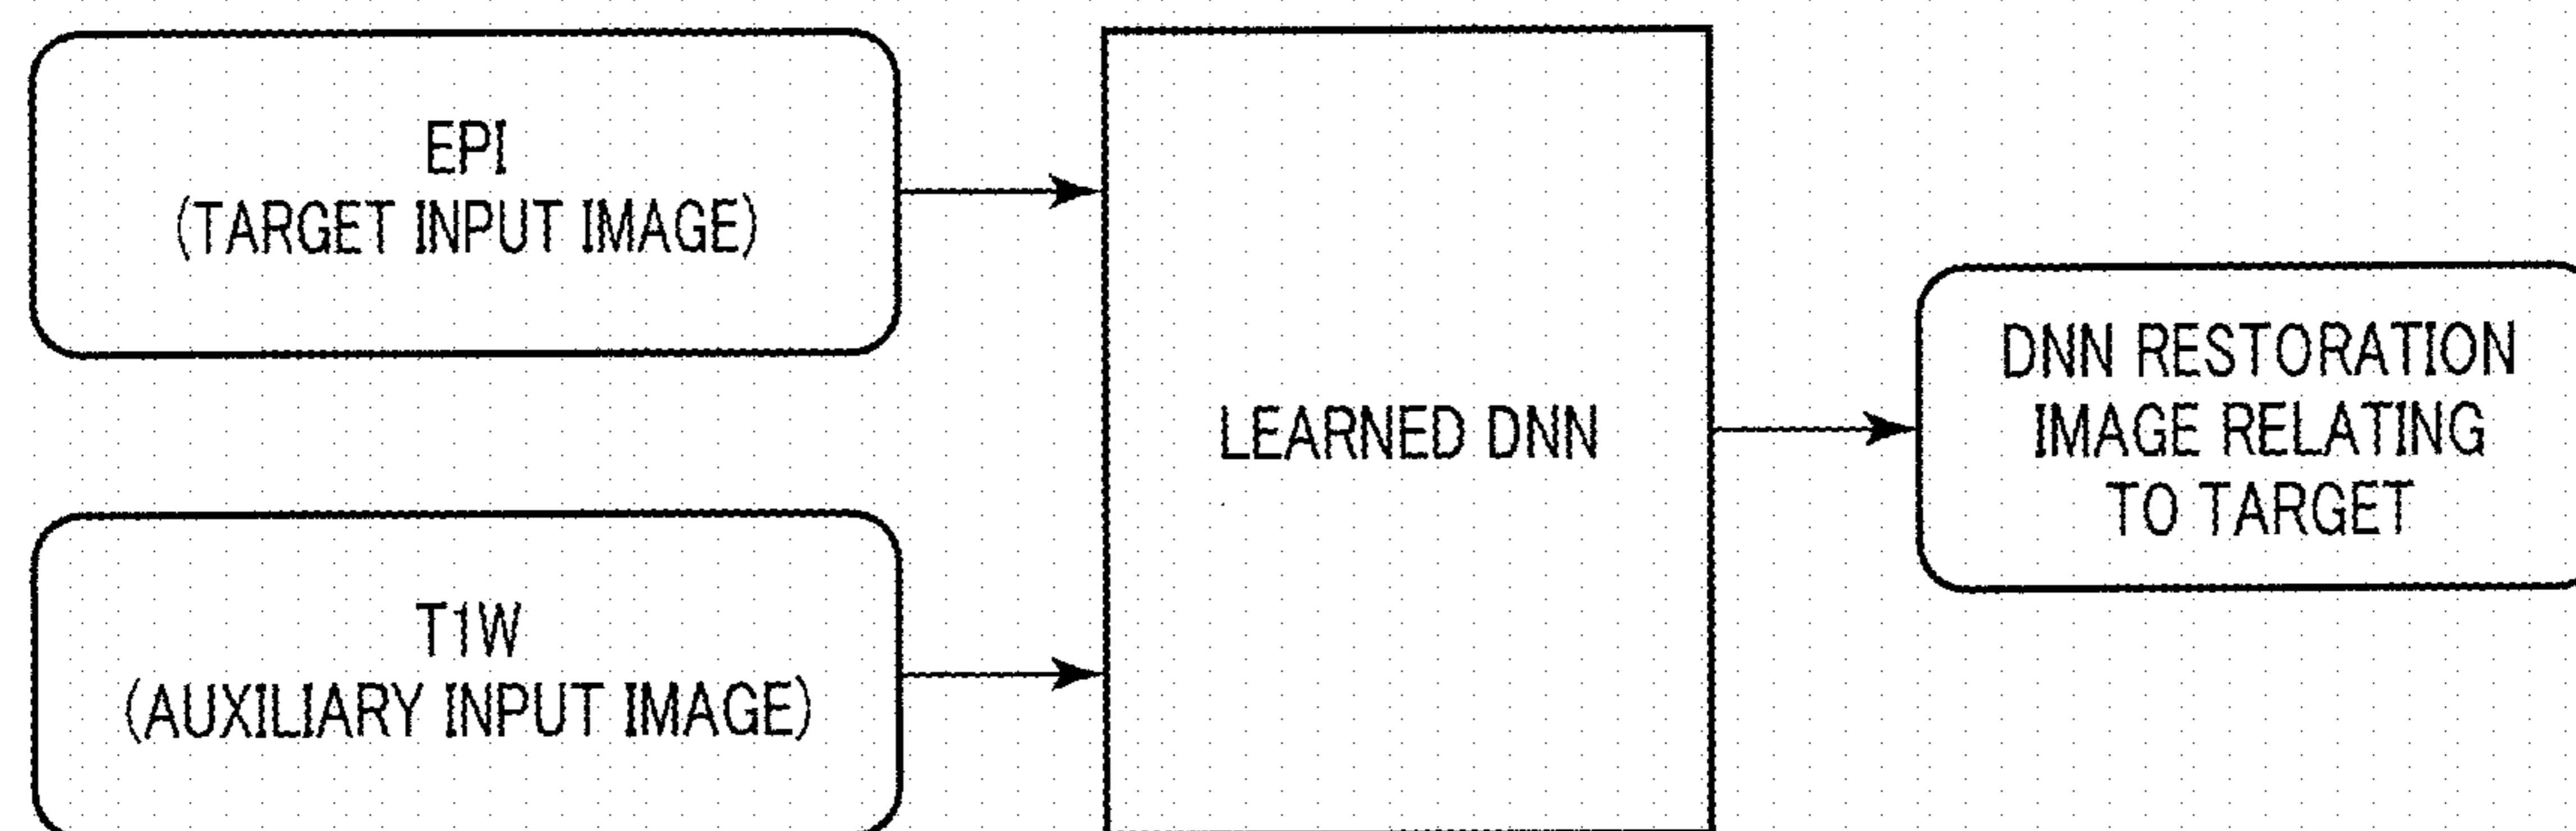 EPI
(TARGET INPUT IMAGE)
T1W
(AUXILIARY INPUT IMAGE)
LEARNED DNN
DNN RESTORATION
IMAGE RELATING
TO TARGET